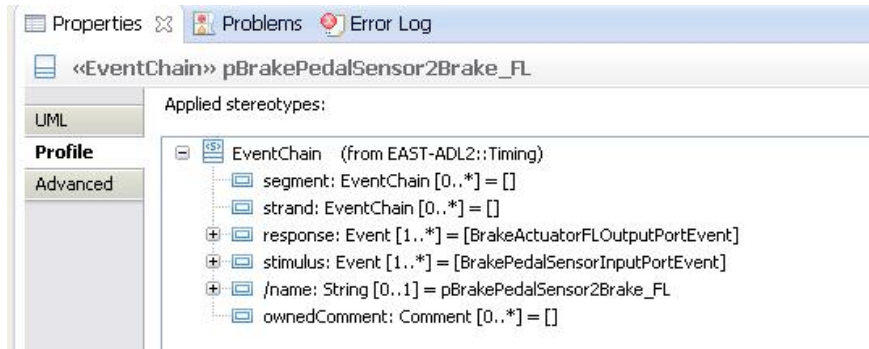 Properties Problems Error Log
«EventChain» pBrakePedalSensor2Brake_FL
Applied stereotypes:
UML
Profile
Advanced
EventChain (from EAST-ADL2::Timing)
segment: EventChain [0..*] = []
strand: EventChain [0..*] = []
response: Event [1..*] = [BrakeActuatorFLOutputPortEvent]
stimulus: Event [1..*] = [BrakePedalSensorInputPortEvent]
/name: String [0..1] = pBrakePedalSensor2Brake_FL
ownedComment: Comment [0..*] = []